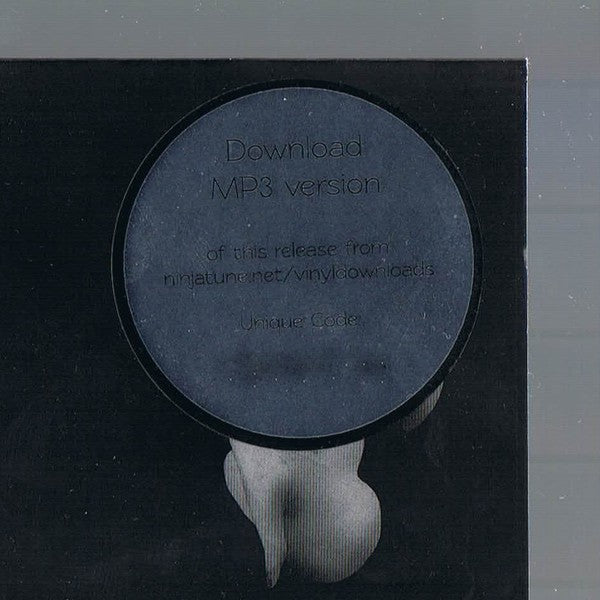 Download
MP3 version
of this release from
ninjatune.net/vinyldownloads
Unique Code: